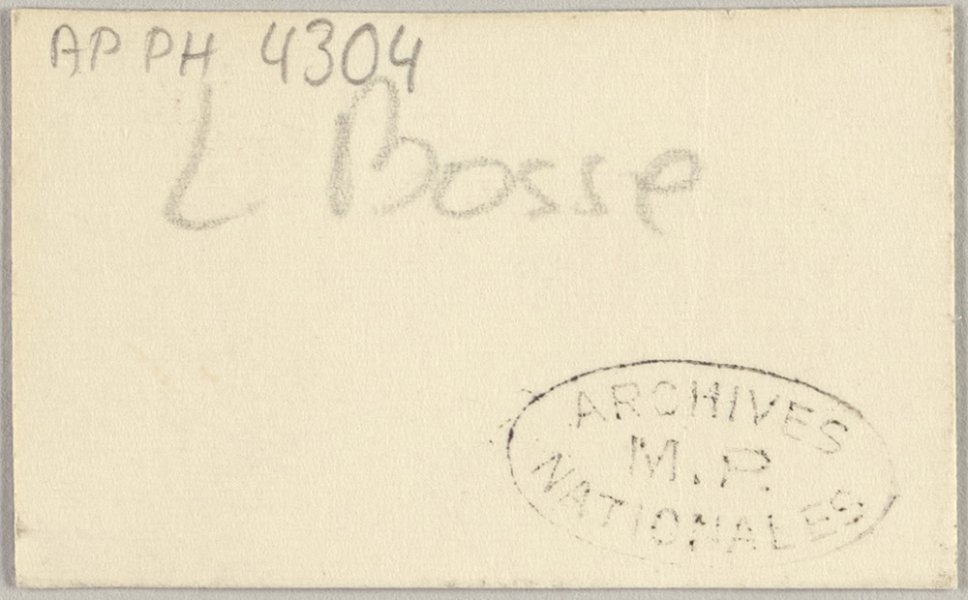 AP PH 4304
L Bosse
ARCHIVES
M.P.
NATIONALES